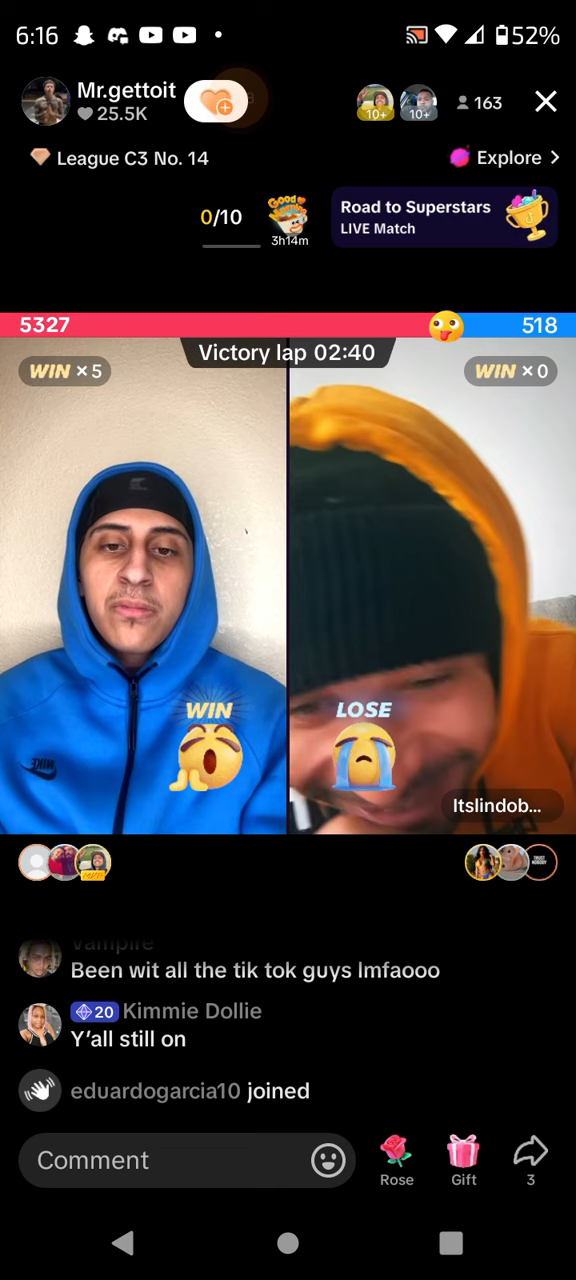 6:16
52%
Mr.gettoit
25.5K
10+
10+
163
League C3 No. 14
Explore
0/10
3h14m
Road to Superstars
LIVE Match
5327
518
Victory lap 02:40
WIN × 5
WIN × 0
WIN
LOSE
Itslindob...
Vampire
Been wit all the tik tok guys lmfaooo
20 Kimmie Dollie
Y'all still on
eduardogarcia10 joined
Comment
Rose
Gift
3